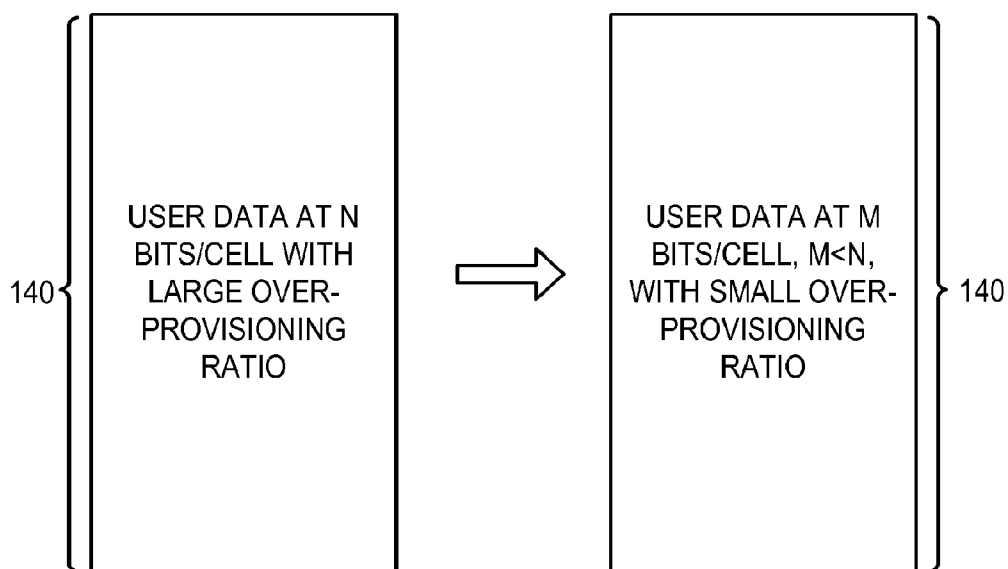 USER DATA AT N
BITS/CELL WITH
LARGE OVER-
PROVISIONING
RATIO
140
USER DATA AT M
BITS/CELL, M<N,
WITH SMALL OVER-
PROVISIONING
RATIO
140